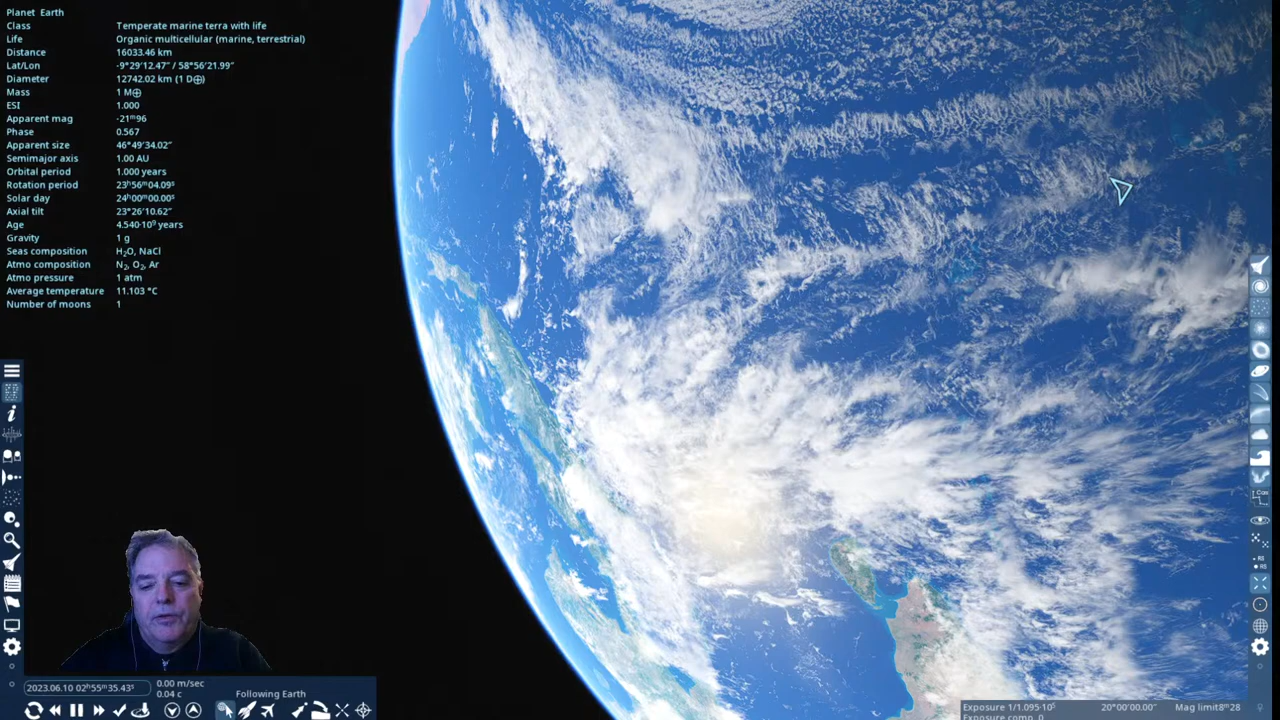 Planet Earth
Class Temperate marine terra with life
Life Organic multicellular (marine, terrestrial)
Distance 16033.46 km
Lat/Lon -9°29'12.47" / 58°56'21.99"
Diameter 12742.02 km (1 D⊕)
Mass 1 M⊕
ESI 1.000
Apparent mag -21ᵐ96
Phase 0.567
Apparent size 46°49'34.02"
Semimajor axis 1.00 AU
Orbital period 1.000 years
Rotation period 23ʰ56ᵐ04.09ˢ
Solar day 24ʰ00ᵐ00.00ˢ
Axial tilt 23°26'10.62"
Age 4.540·10⁹ years
Gravity 1 g
Seas composition H₂O, NaCl
Atmo composition N₂, O₂, Ar
Atmo pressure 1 atm
Average temperature 11.103 °C
Number of moons 1
RS
RS
2023.06.10 02ʰ55ᵐ35.43ˢ
0.00 m/sec
0.04 c
Following Earth
Exposure 1/1.095·10⁵ 20°00'00.00" Mag limit 8ᵐ28
Exposure comp. 0